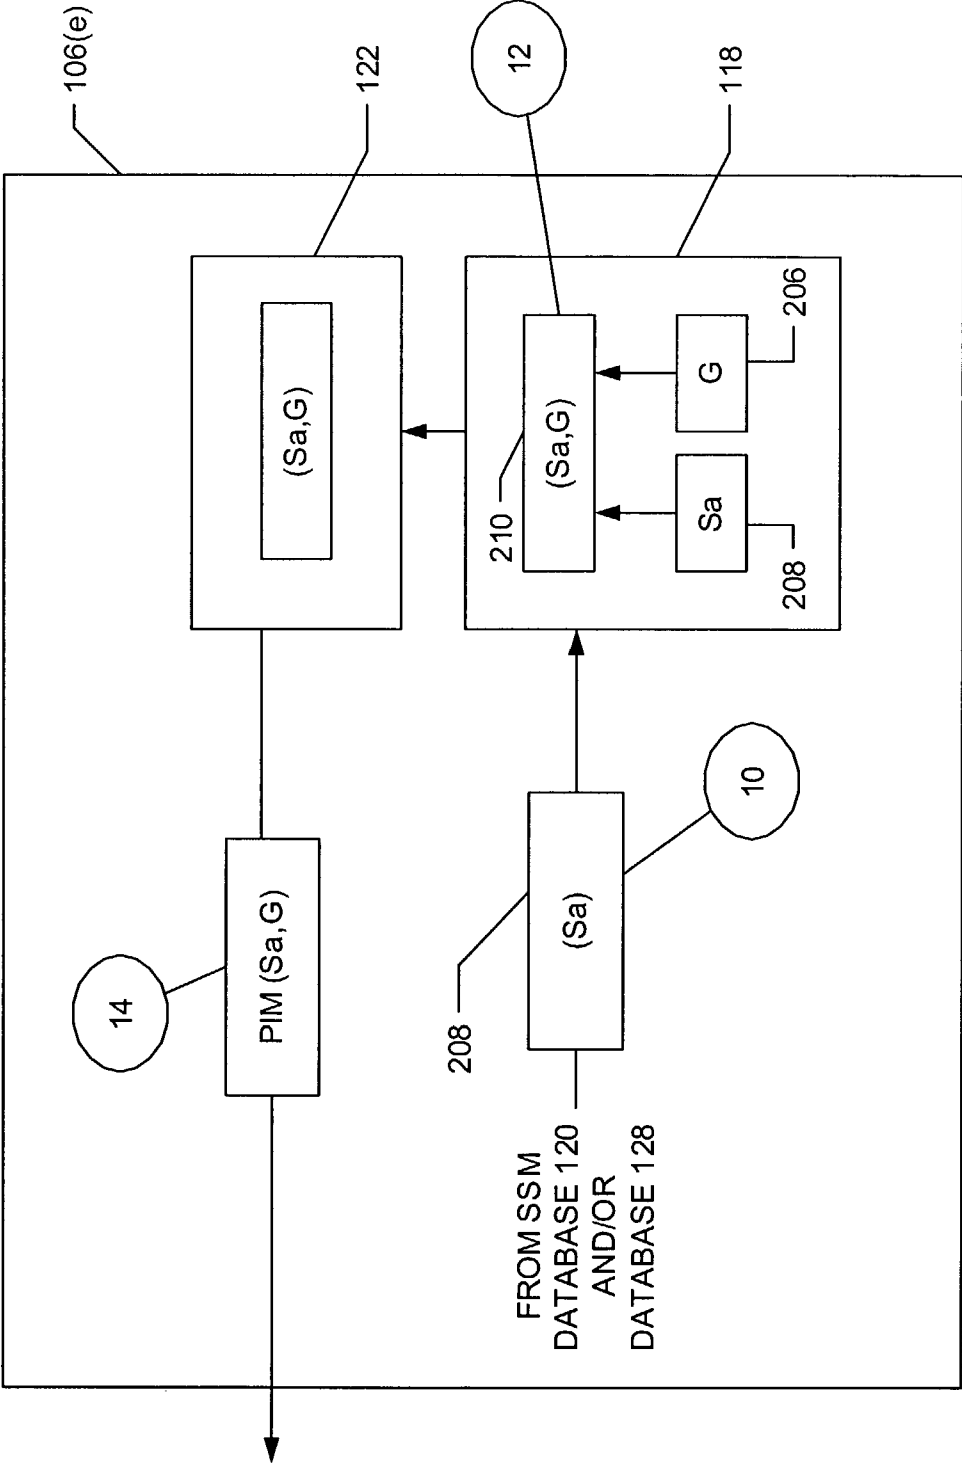 106(e)
14
PIM (Sa,G)
(Sa,G)
122
208
210
12
FROM SSM
DATABASE 120
AND/OR
DATABASE 128
(Sa)
(Sa,G)
Sa
G
118
10
208
206